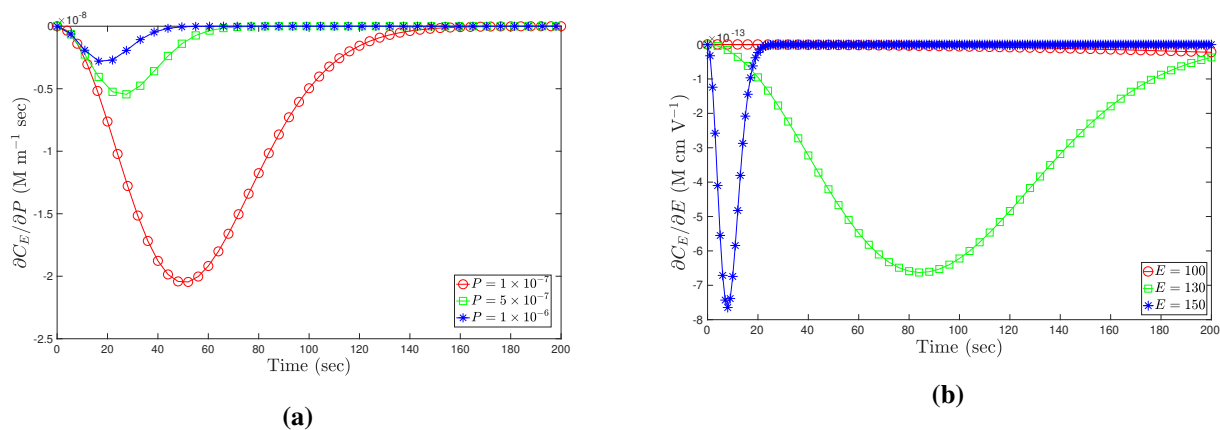 ×10 -8
0
-0.5
-1
-1.5
-2
-2.5
0 20 40 60 80 100 120 140 160 180 200
Time (sec)
∂C_E/∂P (M m⁻¹ sec)
P = 1 × 10⁻⁷
P = 5 × 10⁻⁷
P = 1 × 10⁻⁶
(a)
×10 -13
0
-1
-2
-3
-4
-5
-6
-7
-8
0 20 40 60 80 100 120 140 160 180 200
Time (sec)
∂C_E/∂E (M cm V⁻¹)
E = 100
E = 130
E = 150
(b)